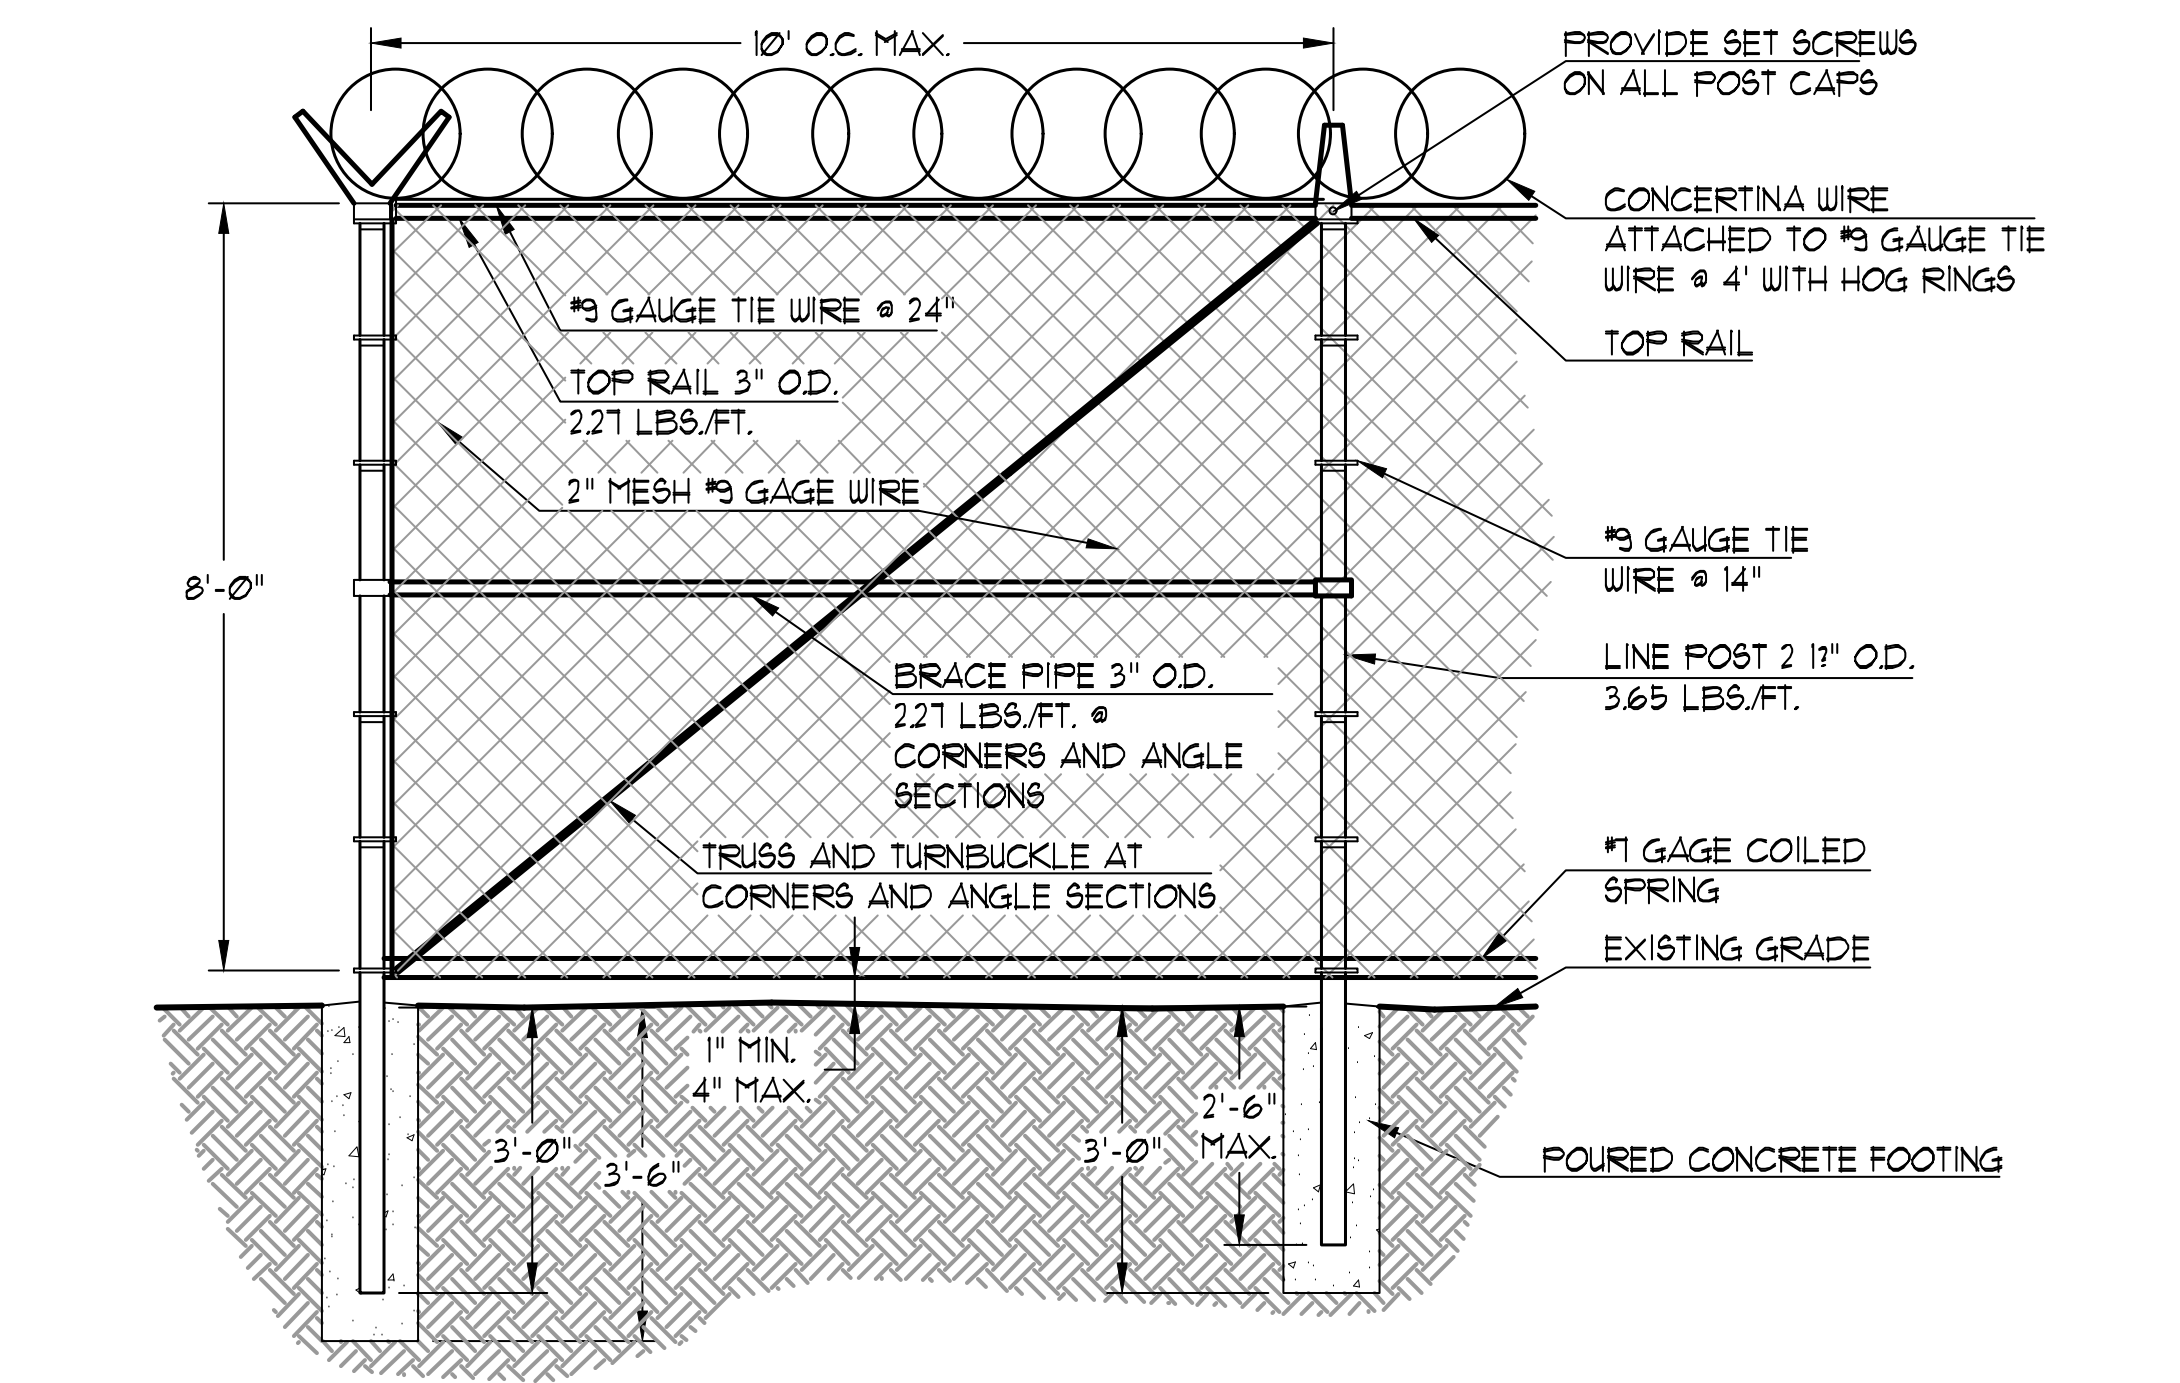 10' O.C. MAX.
PROVIDE SET SCREWS
ON ALL POST CAPS
CONCERTINA WIRE
ATTACHED TO #9 GAUGE TIE
WIRE @ 4' WITH HOG RINGS
TOP RAIL
#9 GAUGE TIE WIRE @ 24"
TOP RAIL 3" O.D.
2.27 LBS./FT.
2" MESH #9 GAGE WIRE
#9 GAUGE TIE
WIRE @ 14"
8'-0"
LINE POST 2 1?" O.D.
3.65 LBS./FT.
BRACE PIPE 3" O.D.
2.27 LBS./FT. @
CORNERS AND ANGLE
SECTIONS
TRUSS AND TURNBUCKLE AT
CORNERS AND ANGLE SECTIONS
#7 GAGE COILED
SPRING
EXISTING GRADE
1" MIN.
4" MAX.
3'-0"
3'-6"
3'-0"
2'-6"
MAX.
POURED CONCRETE FOOTING